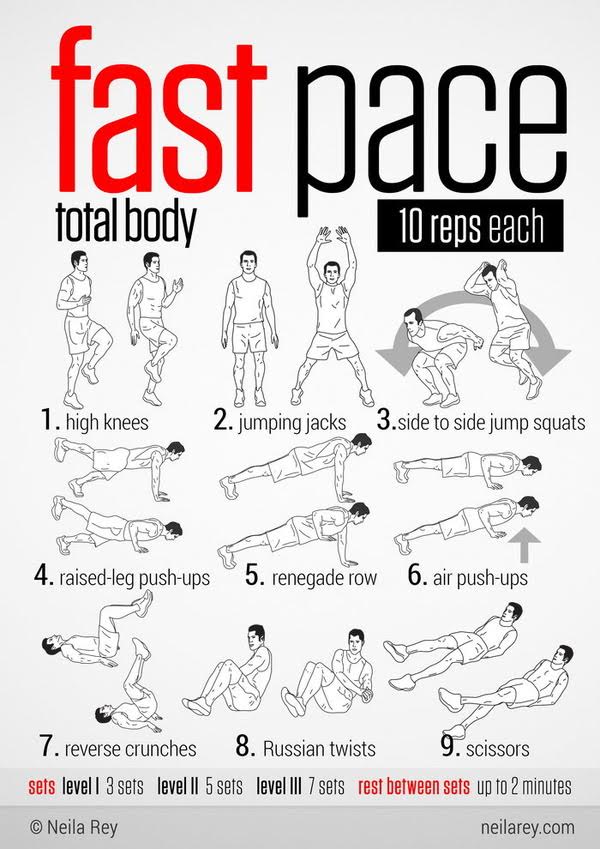 fast pace
total body
10 reps each
1. high knees
2. jumping jacks
3.side to side jump squats
4. raised-leg push-ups
5. renegade row
6. air push-ups
7. reverse crunches
8. Russian twists
9. scissors
sets level I 3 sets level II 5 sets level III 7 sets rest between sets up to 2 minutes
© Neila Rey
neilarey.com